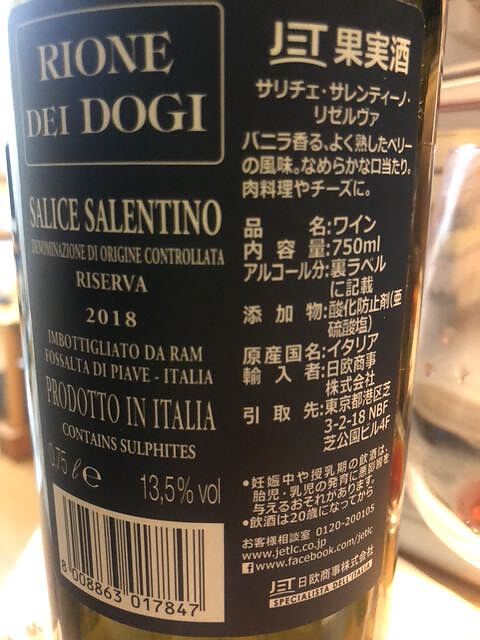 RIONE
DEI DOGI
SALICE SALENTINO
DENOMINAZIONE DI ORIGINE CONTROLLATA
RISERVA
2018
IMBOTTIGLIATO DA RAM
FOSSALTA DI PIAVE - ITALIA
PRODOTTO IN ITALIA
CONTAINS SULPHITES
0,75 ℓ e 13,5% vol
8 008863 017847
JET 果実酒
サリチェ・サレンティーノ・
リゼルヴァ
バニラ香る、よく熟したベリー
の風味。なめらかな口当たり。
肉料理やチーズに。
品名:ワイン
内容量:750ml
アルコール分:裏ラベル
に記載
添加物:酸化防止剤(亜
硫酸塩)
原産国名:イタリア
輸入者:日欧商事
株式会社
引取先:東京都港区芝
3-2-18 NBF
芝公園ビル4F
•妊娠中や授乳期の飲酒は、
胎児・乳児の発育に悪影響を
与えるおそれがあります。
•飲酒は20歳になってから
お客様相談室 0120-200105
www.jetlc.co.jp
www.facebook.com/jetlc
JET 日欧商事株式会社
SPECIALISTA DELL'ITALIA